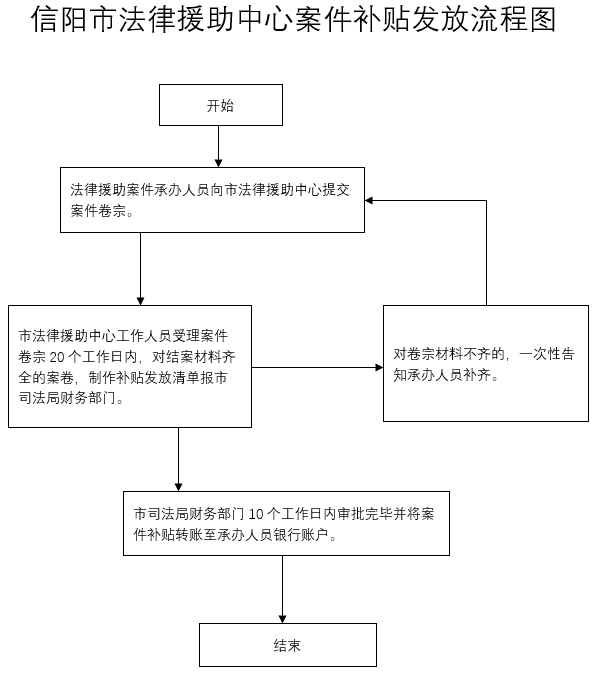 信阳市法律援助中心案件补贴发放流程图
开始
法律援助案件承办人员向市法律援助中心提交
案件卷宗。
市法律援助中心工作人员受理案件
卷宗 20 个工作日内，对结案材料齐
全的案卷，制作补贴发放清单报市
司法局财务部门。
对卷宗材料不齐的，一次性告
知承办人员补齐。
市司法局财务部门 10 个工作日内审批完毕并将案
件补贴转账至承办人员银行账户。
结束